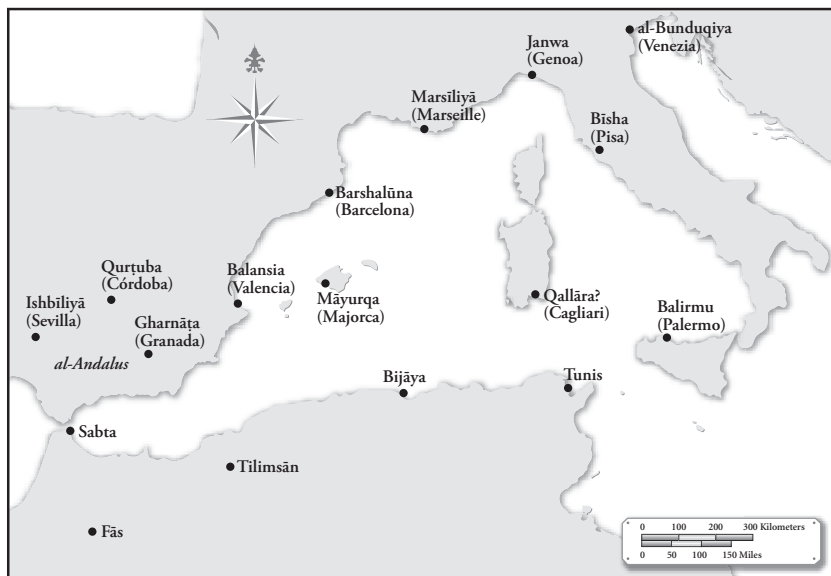 al-Bunduqiya
(Venezia)
Janwa
(Genoa)
Marsīliyā
(Marseille)
Bīsha
(Pisa)
Barshalūna
(Barcelona)
Qurṭuba
(Córdoba)
Balansia
(Valencia)
Māyurqa
(Majorca)
Qallāra?
(Cagliari)
Ishbīliyā
(Sevilla)
Gharnāṭa
(Granada)
al-Andalus
Balirmu
(Palermo)
Bijāya
Tunis
Sabta
Tilimsān
Fās
0 100 200 300 Kilometers
0 50 100 150 Miles